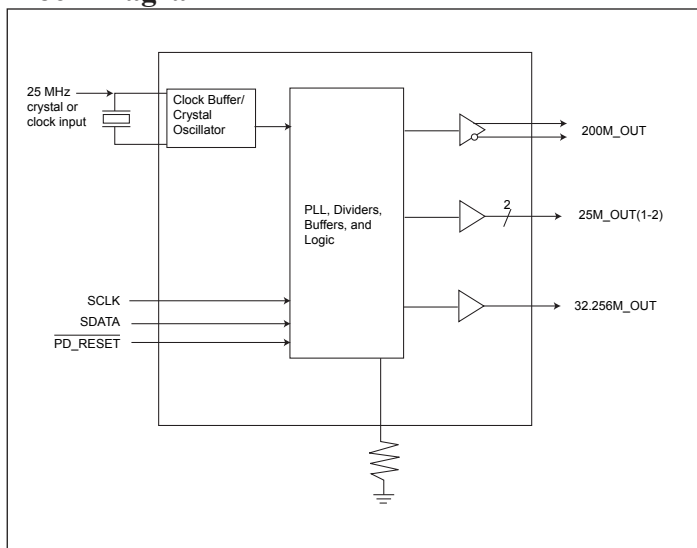 25 MHz
crystal or
clock input
Clock Buffer/
Crystal
Oscillator
PLL, Dividers,
Buffers, and
Logic
SCLK
SDATA
PD_RESET
200M_OUT
2
25M_OUT(1-2)
32.256M_OUT